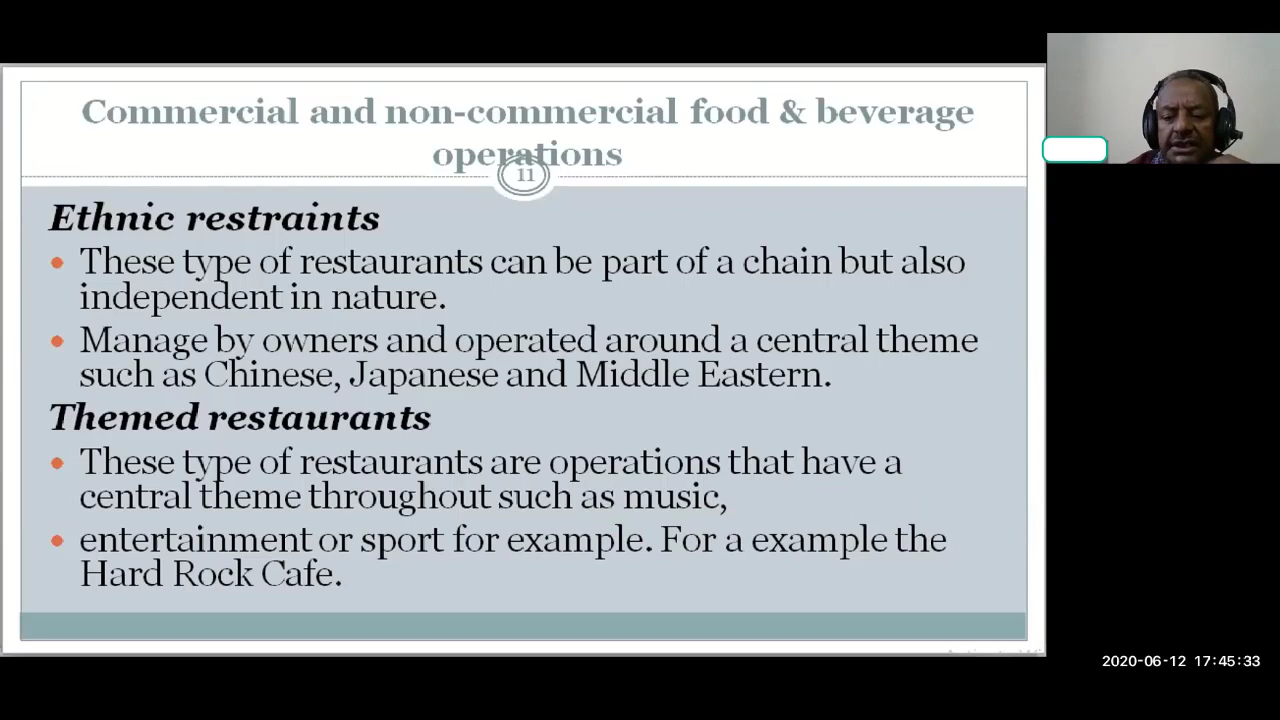 Commercial and non-commercial food & beverage
operations
11
Ethnic restraints
These type of restaurants can be part of a chain but also
independent in nature.
Manage by owners and operated around a central theme
such as Chinese, Japanese and Middle Eastern.
Themed restaurants
These type of restaurants are operations that have a
central theme throughout such as music,
entertainment or sport for example. For a example the
Hard Rock Cafe.
2020-06-12 17:45:33